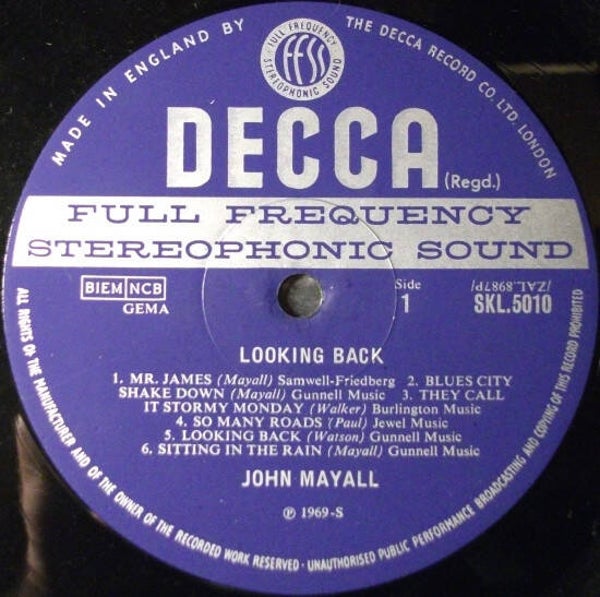 MADE IN ENGLAND BY THE DECCA RECORD CO. LTD. LONDON
FULL FREQUENCY
FFSS
STEREOPHONIC SOUND
DECCA (Regd.)
FULL FREQUENCY
STEREOPHONIC SOUND
BIEM NCB
GEMA
Side
1
/ZAL.8987P/
SKL.5010
LOOKING BACK
1. MR. JAMES (Mayall) Samwell-Friedberg 2. BLUES CITY
SHAKE DOWN (Mayall) Gunnell Music 3. THEY CALL
IT STORMY MONDAY (Walker) Burlington Music
4. SO MANY ROADS (Paul) Jewel Music
5. LOOKING BACK (Watson) Gunnell Music
6. SITTING IN THE RAIN (Mayall) Gunnell Music
JOHN MAYALL
℗ 1969-S
ALL RIGHTS OF THE MANUFACTURER AND OF THE OWNER OF THE RECORDED WORK RESERVED · UNAUTHORISED PUBLIC PERFORMANCE BROADCASTING AND COPYING OF THIS RECORD PROHIBITED